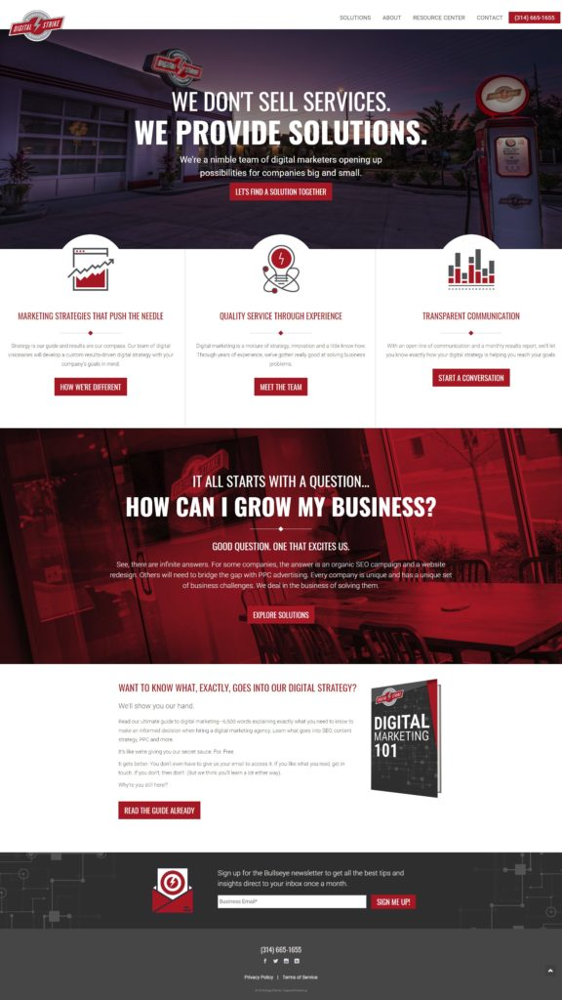 DIGITAL STRIKE
SOLUTIONS ABOUT RESOURCE CENTER CONTACT (314) 665-1655
WE DON'T SELL SERVICES.
WE PROVIDE SOLUTIONS.
We're a nimble team of digital marketers opening up
possibilities for companies big and small.
LET'S FIND A SOLUTION TOGETHER
MARKETING STRATEGIES THAT PUSH THE NEEDLE
Strategy is our guide and results are our compass. Our team of digital
visionaries will develop a custom results-driven digital strategy with your
company's goals in mind.
HOW WE'RE DIFFERENT
QUALITY SERVICE THROUGH EXPERIENCE
Digital marketing is a mixture of strategy, innovation and a little know how.
Through years of experience, we've gotten really good at solving business
problems.
MEET THE TEAM
TRANSPARENT COMMUNICATION
With an open line of communication and a monthly results report, we'll let
you know exactly how your digital strategy is helping you reach your goals.
START A CONVERSATION
IT ALL STARTS WITH A QUESTION...
HOW CAN I GROW MY BUSINESS?
GOOD QUESTION. ONE THAT EXCITES US.
See, there are infinite answers. For some companies, the answer is an organic SEO campaign and a website
redesign. Others will need to bridge the gap with PPC advertising. Every company is unique and has a unique set
of business challenges. We deal in the business of solving them.
EXPLORE SOLUTIONS
WANT TO KNOW WHAT, EXACTLY, GOES INTO OUR DIGITAL STRATEGY?
We'll show you our hand.
Read our ultimate guide to digital marketing—6,500 words explaining exactly what you need to know to
make an informed decision when hiring a digital marketing agency. Learn what goes into SEO, content
strategy, PPC and more.
It's like we're giving you our secret sauce. For. Free.
It gets better. You don't even have to give us your email to access it. If you like what you read, get in
touch. If you don't, then don't. (But we think you'll learn a lot either way).
Why're you still here?
READ THE GUIDE ALREADY
DIGITAL STRIKE
DIGITAL
MARKETING
101
Sign up for the Bullseye newsletter to get all the best tips and
insights direct to your inbox once a month.
Business Email*
SIGN ME UP!
(314) 665-1655
Privacy Policy | Terms of Service